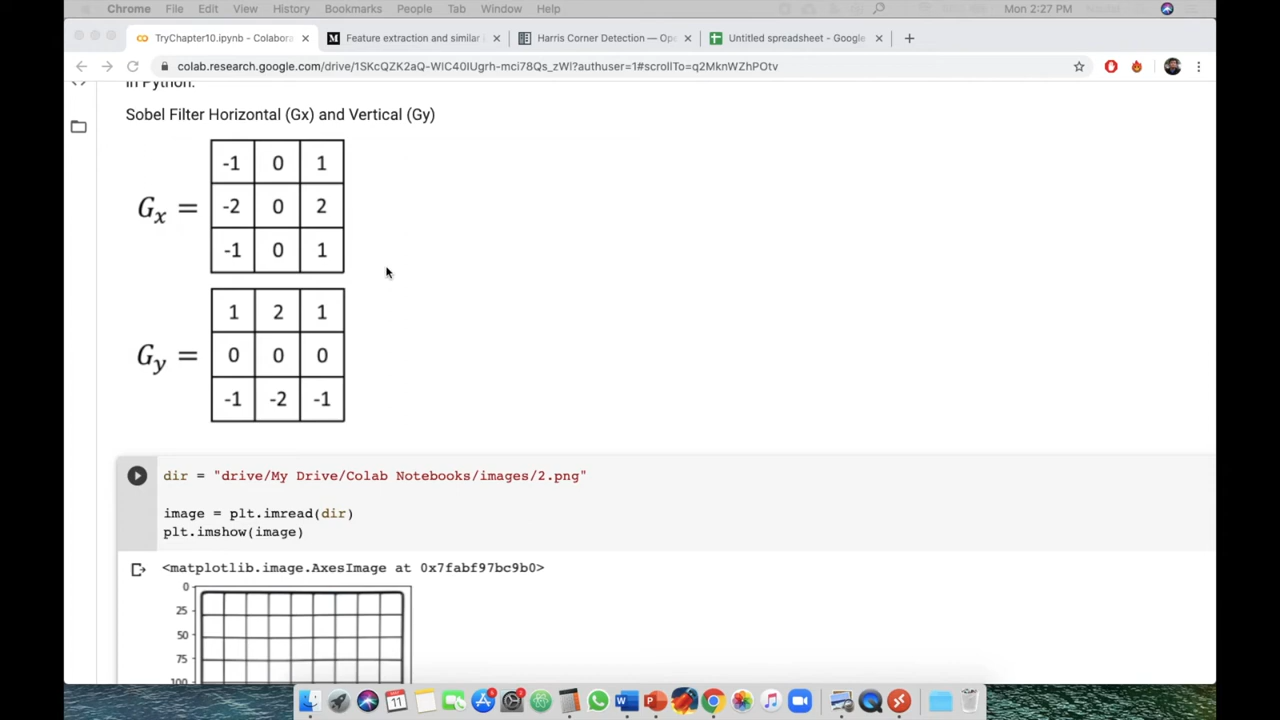 Chrome File Edit View History Bookmarks People Tab Window Help Mon 2:27 PM
TryChapter10.ipynb - Colabora Feature extraction and similar i Harris Corner Detection — Ope Untitled spreadsheet - Google
colab.research.google.com/drive/1SKcQZK2aQ-WIC40IUgrh-mci78Qs_zWl?authuser=1#scrollTo=q2MknWZhPOtv
in Python.
Sobel Filter Horizontal (Gx) and Vertical (Gy)
-1 0 1
Gx = -2 0 2
-1 0 1
1 2 1
Gy = 0 0 0
-1 -2 -1
dir = "drive/My Drive/Colab Notebooks/images/2.png"
image = plt.imread(dir)
plt.imshow(image)
<matplotlib.image.AxesImage at 0x7fabf97bc9b0>
0
25
50
75
100